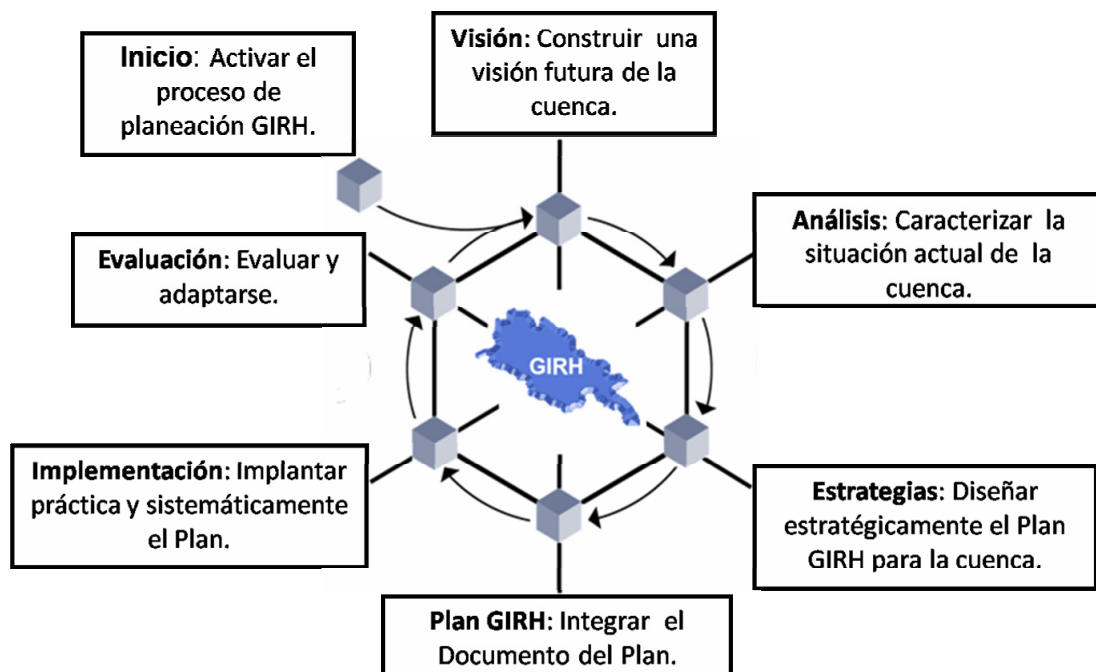 Inicio: Activar el
proceso de
planeación GIRH.
Visión: Construir una
visión futura de la
cuenca.
Análisis: Caracterizar la
situación actual de la
cuenca.
Estrategias: Diseñar
estratégicamente el Plan
GIRH para la cuenca.
Plan GIRH: Integrar el
Documento del Plan.
Implementación: Implantar
práctica y sistemáticamente
el Plan.
Evaluación: Evaluar y
adaptarse.
GIRH